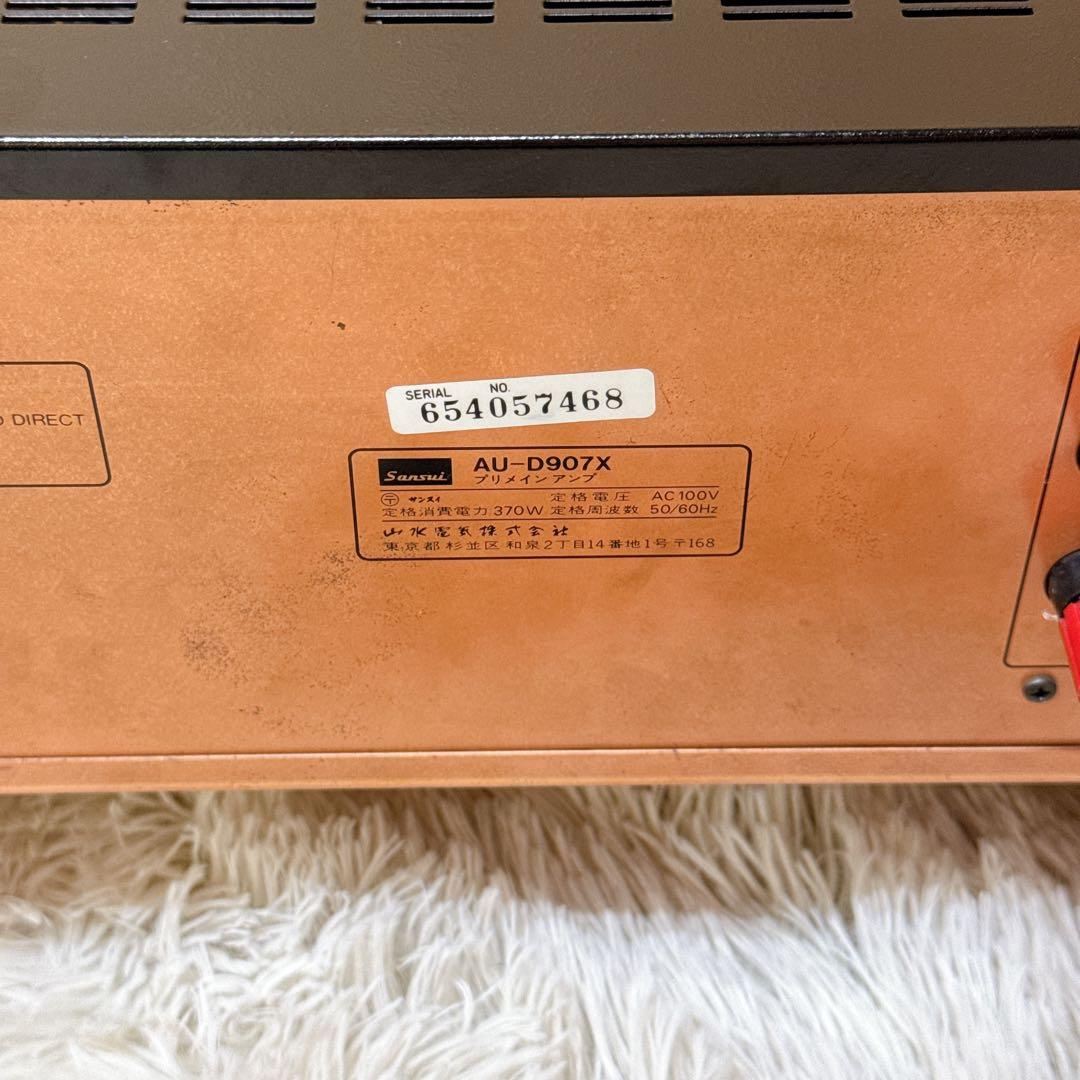 DIRECT
SERIAL NO.
654057468
Sansui AU-D907X
プリメインアンプ
〒 サンスイ 定格電圧 AC100V
定格消費電力 370W 定格周波数 50/60Hz
山水電気株式会社
東京都杉並区和泉2丁目14番地1号 〒168